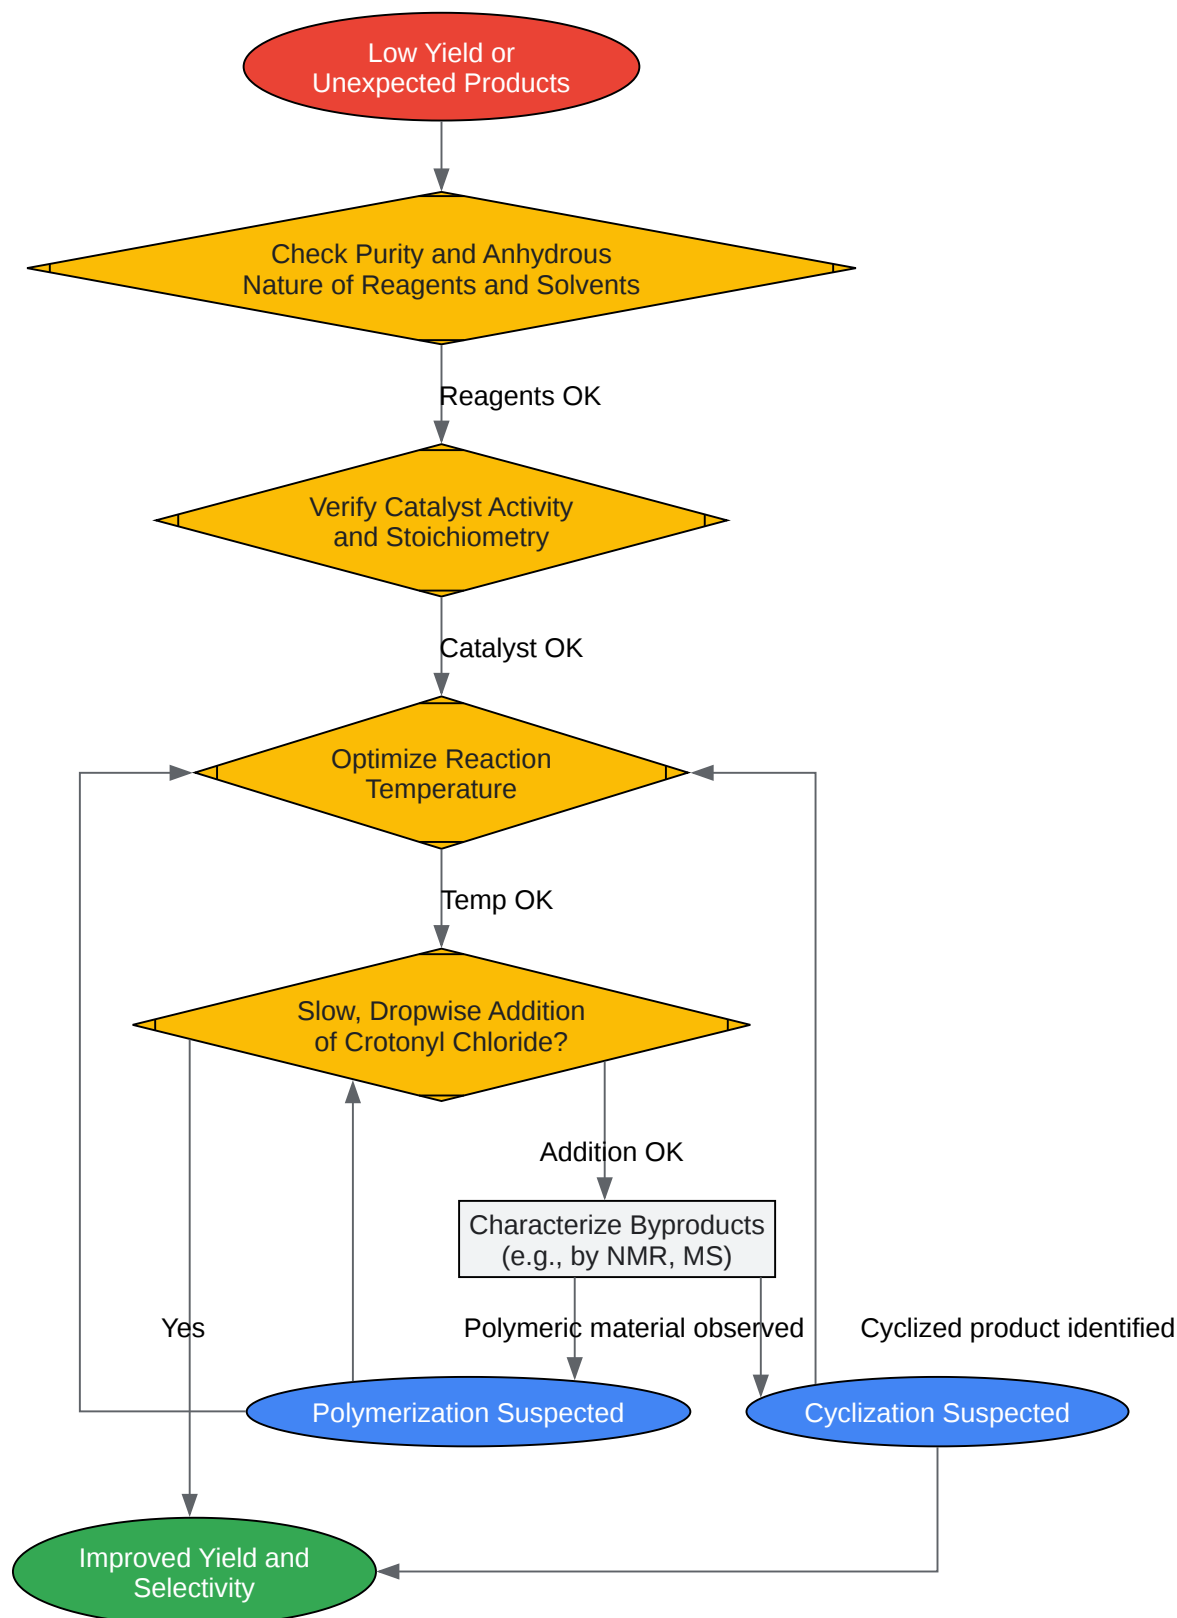 Low Yield or
Unexpected Products
Check Purity and Anhydrous
Nature of Reagents and Solvents
Reagents OK
Verify Catalyst Activity
and Stoichiometry
Catalyst OK
Optimize Reaction
Temperature
Temp OK
Slow, Dropwise Addition
of Crotonyl Chloride?
Addition OK
Characterize Byproducts
(e.g., by NMR, MS)
Yes
Polymeric material observed
Cyclized product identified
Polymerization Suspected
Cyclization Suspected
Improved Yield and
Selectivity